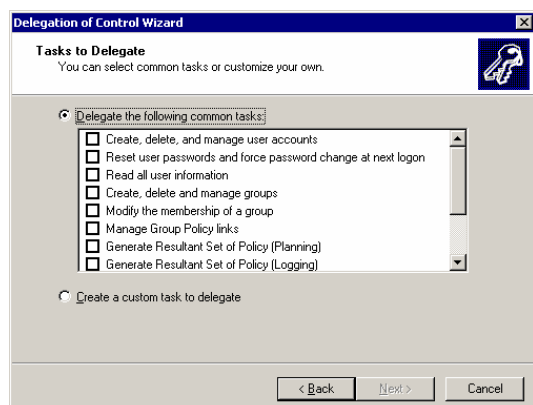 Delegation of Control Wizard
Tasks to Delegate
You can select common tasks or customize your own.
Delegate the following common tasks:
Create, delete, and manage user accounts
Reset user passwords and force password change at next logon
Read all user information
Create, delete and manage groups
Modify the membership of a group
Manage Group Policy links
Generate Resultant Set of Policy (Planning)
Generate Resultant Set of Policy (Logging)
Create a custom task to delegate
< Back Next > Cancel